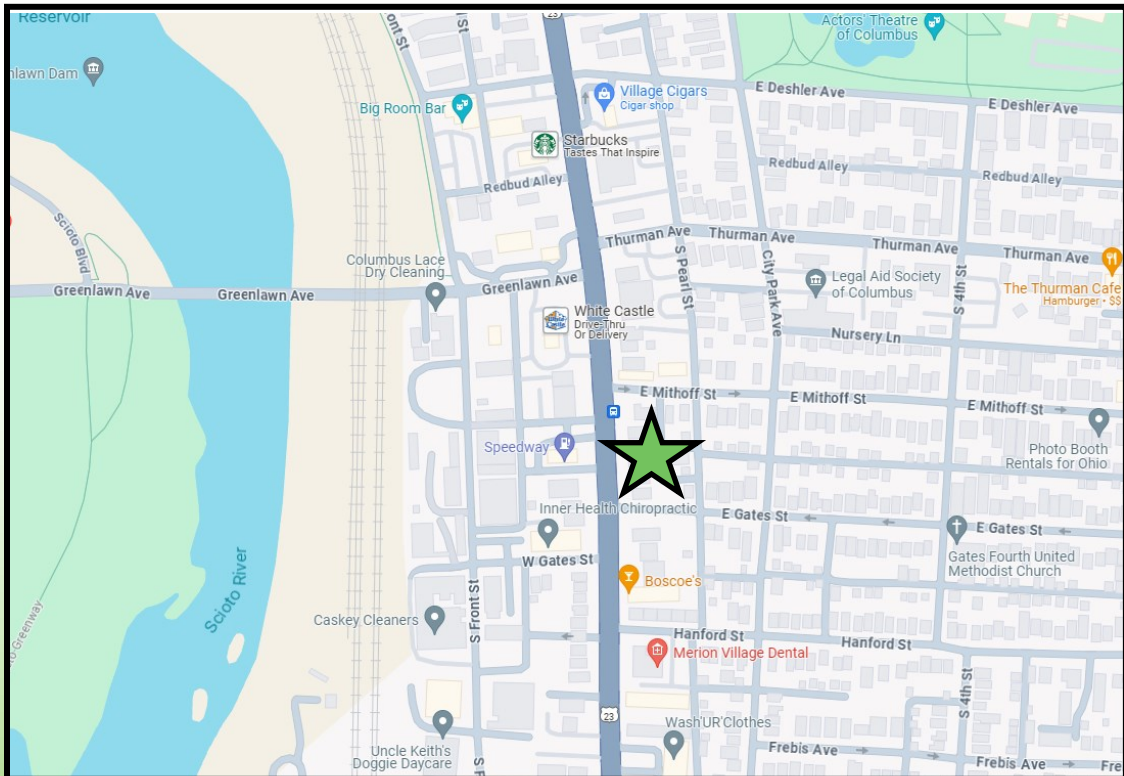 Reservoir
nlawn Dam
ont St
St
23
Actors' Theatre
of Columbus
Big Room Bar
Village Cigars
Cigar shop
E Deshler Ave
E Deshler Ave
Starbucks
Tastes That Inspire
Redbud Alley
Redbud Alley
Redbud Alley
Scioto Blvd
Thurman Ave
Thurman Ave
Thurman Ave
Thurman Ave
S Pearl St
City Park Ave
S 4th St
Columbus Lace
Dry Cleaning
Legal Aid Society
of Columbus
The Thurman Cafe
Hamburger • $$
Greenlawn Ave
Greenlawn Ave
Greenlawn Ave
White Castle
Drive-Thru
Or Delivery
Nursery Ln
E Mithoff St
E Mithoff St
E Mithoff St
Speedway
Photo Booth
Rentals for Ohio
Inner Health Chiropractic
E Gates St
E Gates St
W Gates St
Gates Fourth United
Methodist Church
Boscoe's
Scioto River
to Greenway
S Front St
Caskey Cleaners
Hanford St
Hanford St
Merion Village Dental
S 4th St
23
Wash'UR'Clothes
Uncle Keith's
Doggie Daycare
S F
Frebis Ave
Frebis Ave
Fre